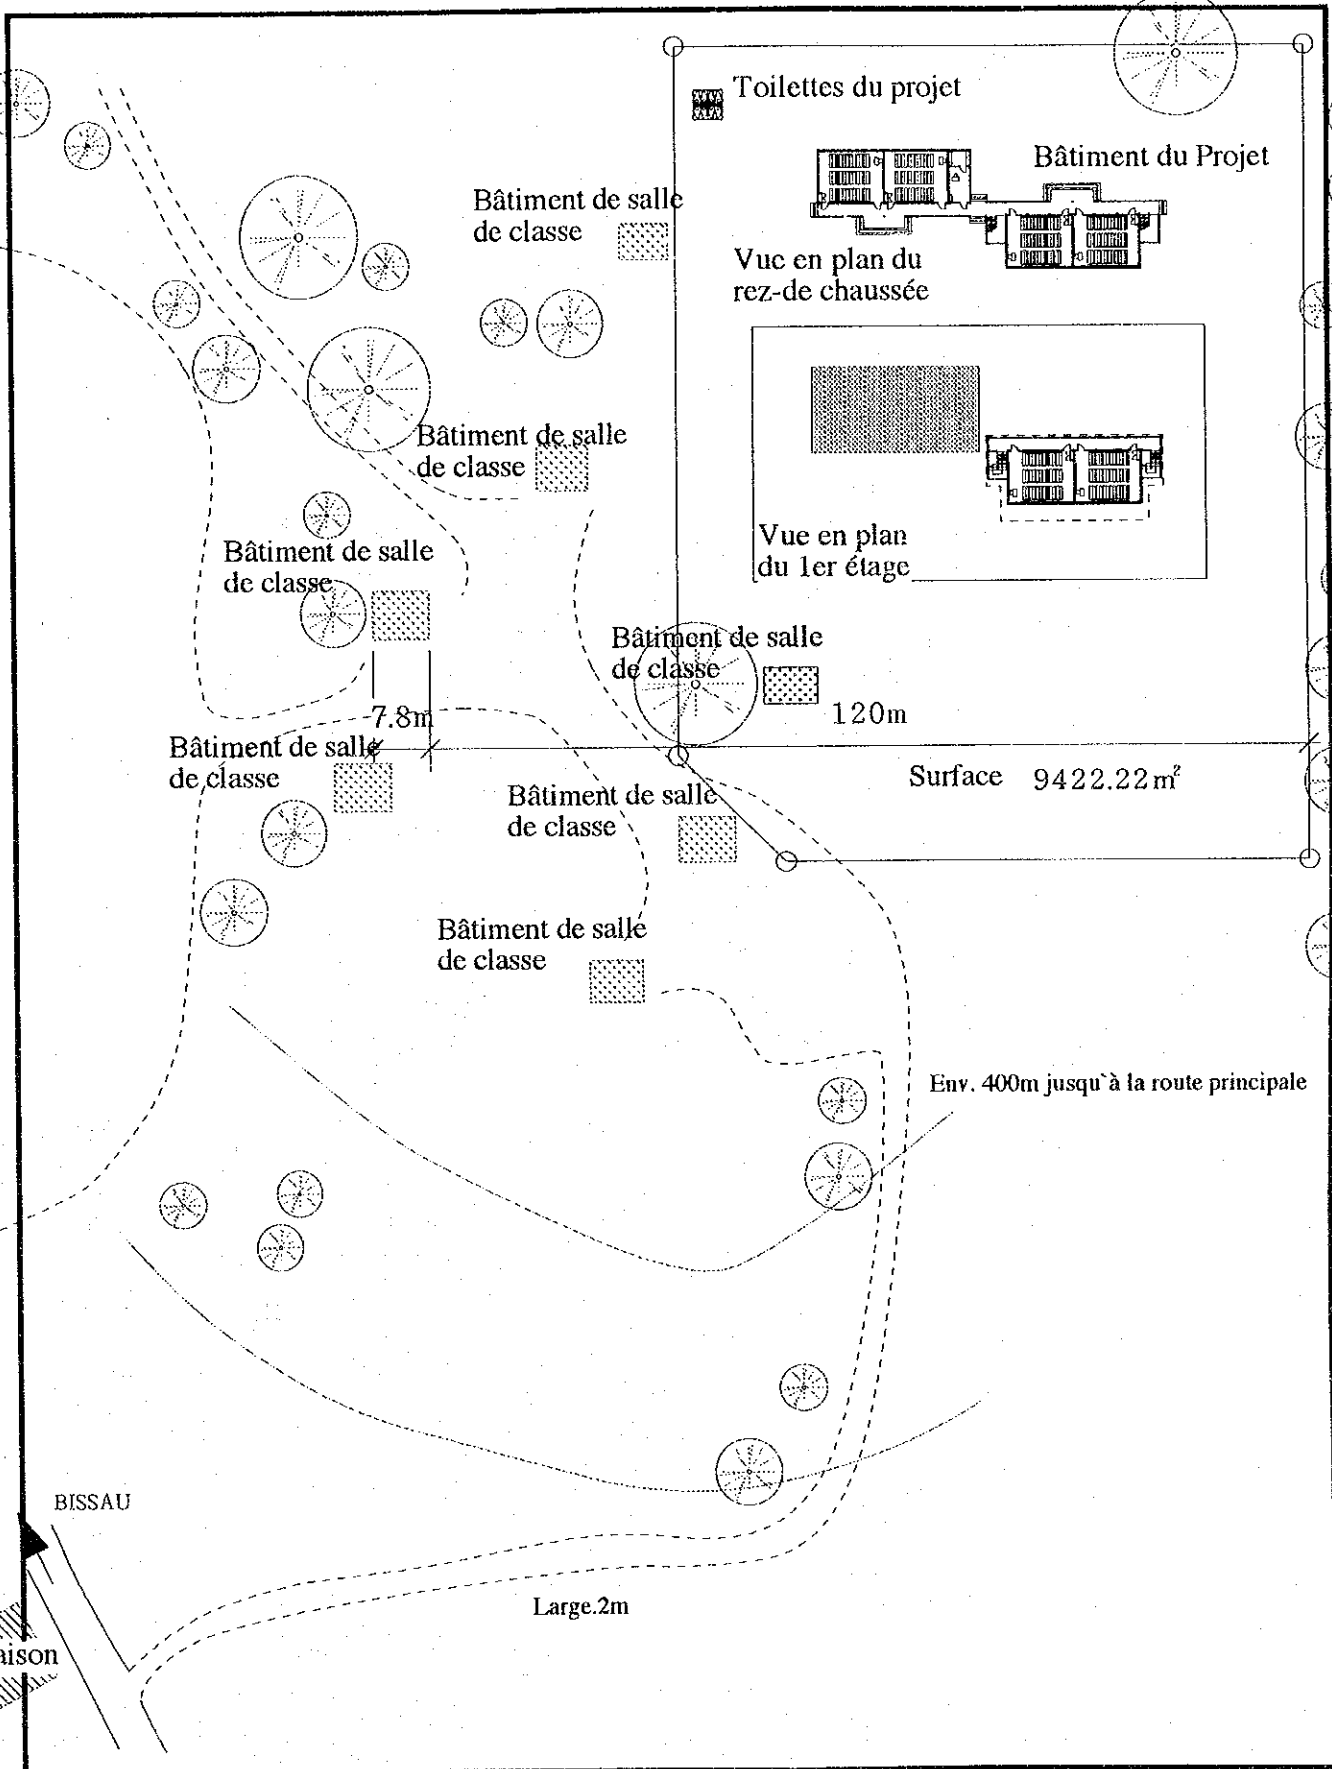 Toilettes du projet
Bâtiment du Projet
Bâtiment de salle
de classe
Vue en plan du
rez-de chaussée
Bâtiment de salle
de classe
Vue en plan
du 1er étage
Bâtiment de salle
de classe
Bâtiment de salle
de classe
7.8m
120m
Bâtiment de salle
de classe
Surface 9422.22m²
Bâtiment de salle
de classe
Bâtiment de salle
de classe
Env. 400m jusqu`à la route principale
BISSAU
Large.2m
aison